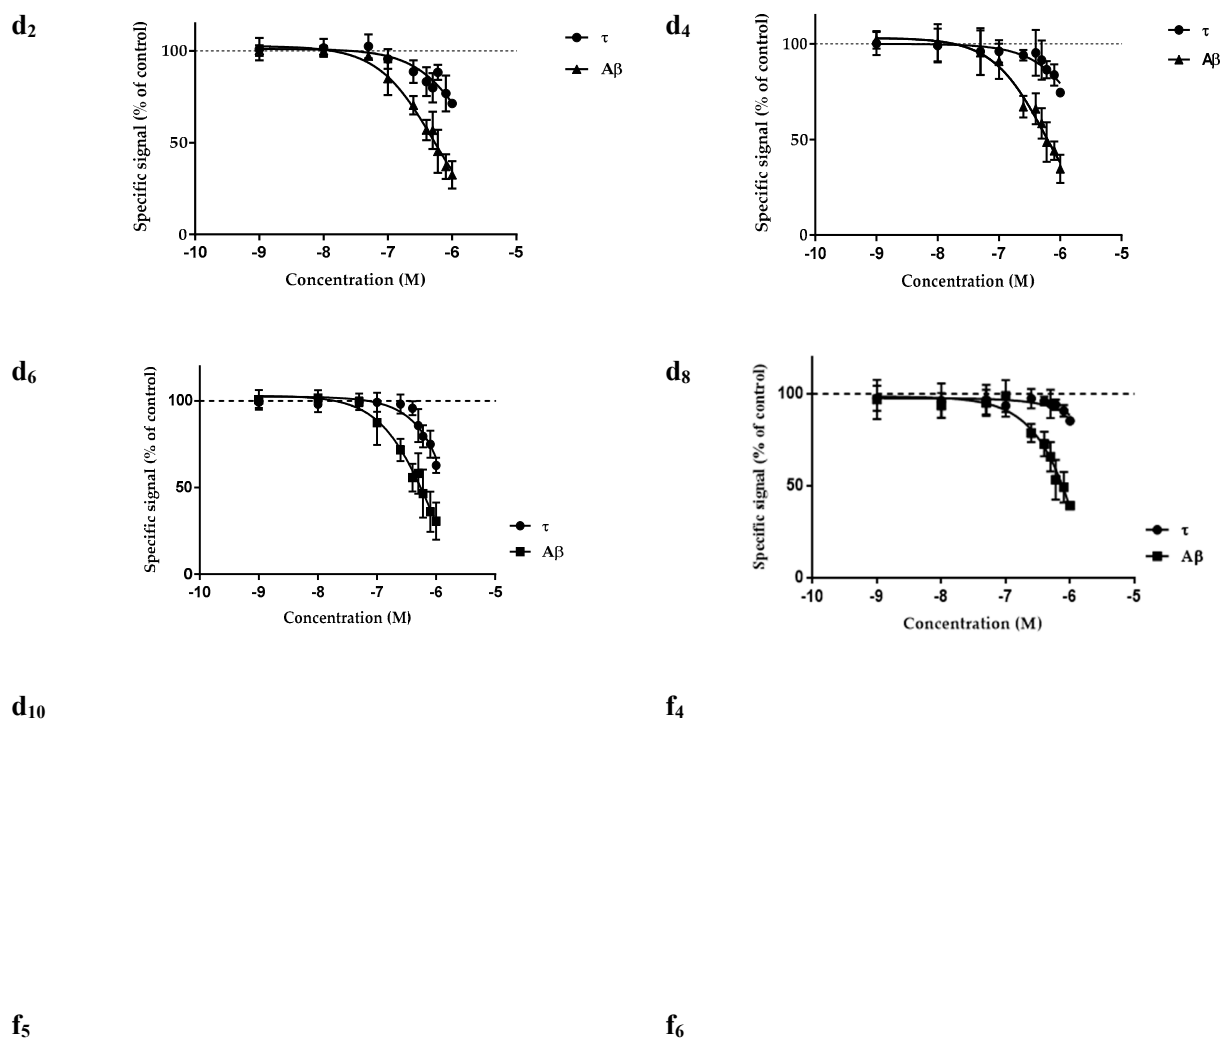 d2
Specific signal (% of control)
100
50
0
-10 -9 -8 -7 -6 -5
Concentration (M)
τ
Aβ
d4
Specific signal (% of control)
100
50
0
-10 -9 -8 -7 -6 -5
Concentration (M)
τ
Aβ
d6
Specific signal (% of control)
100
50
0
-10 -9 -8 -7 -6 -5
Concentration (M)
τ
Aβ
d8
Specific signal (% of control)
100
50
0
-10 -9 -8 -7 -6 -5
Concentration (M)
τ
Aβ
d10
f4
f5
f6